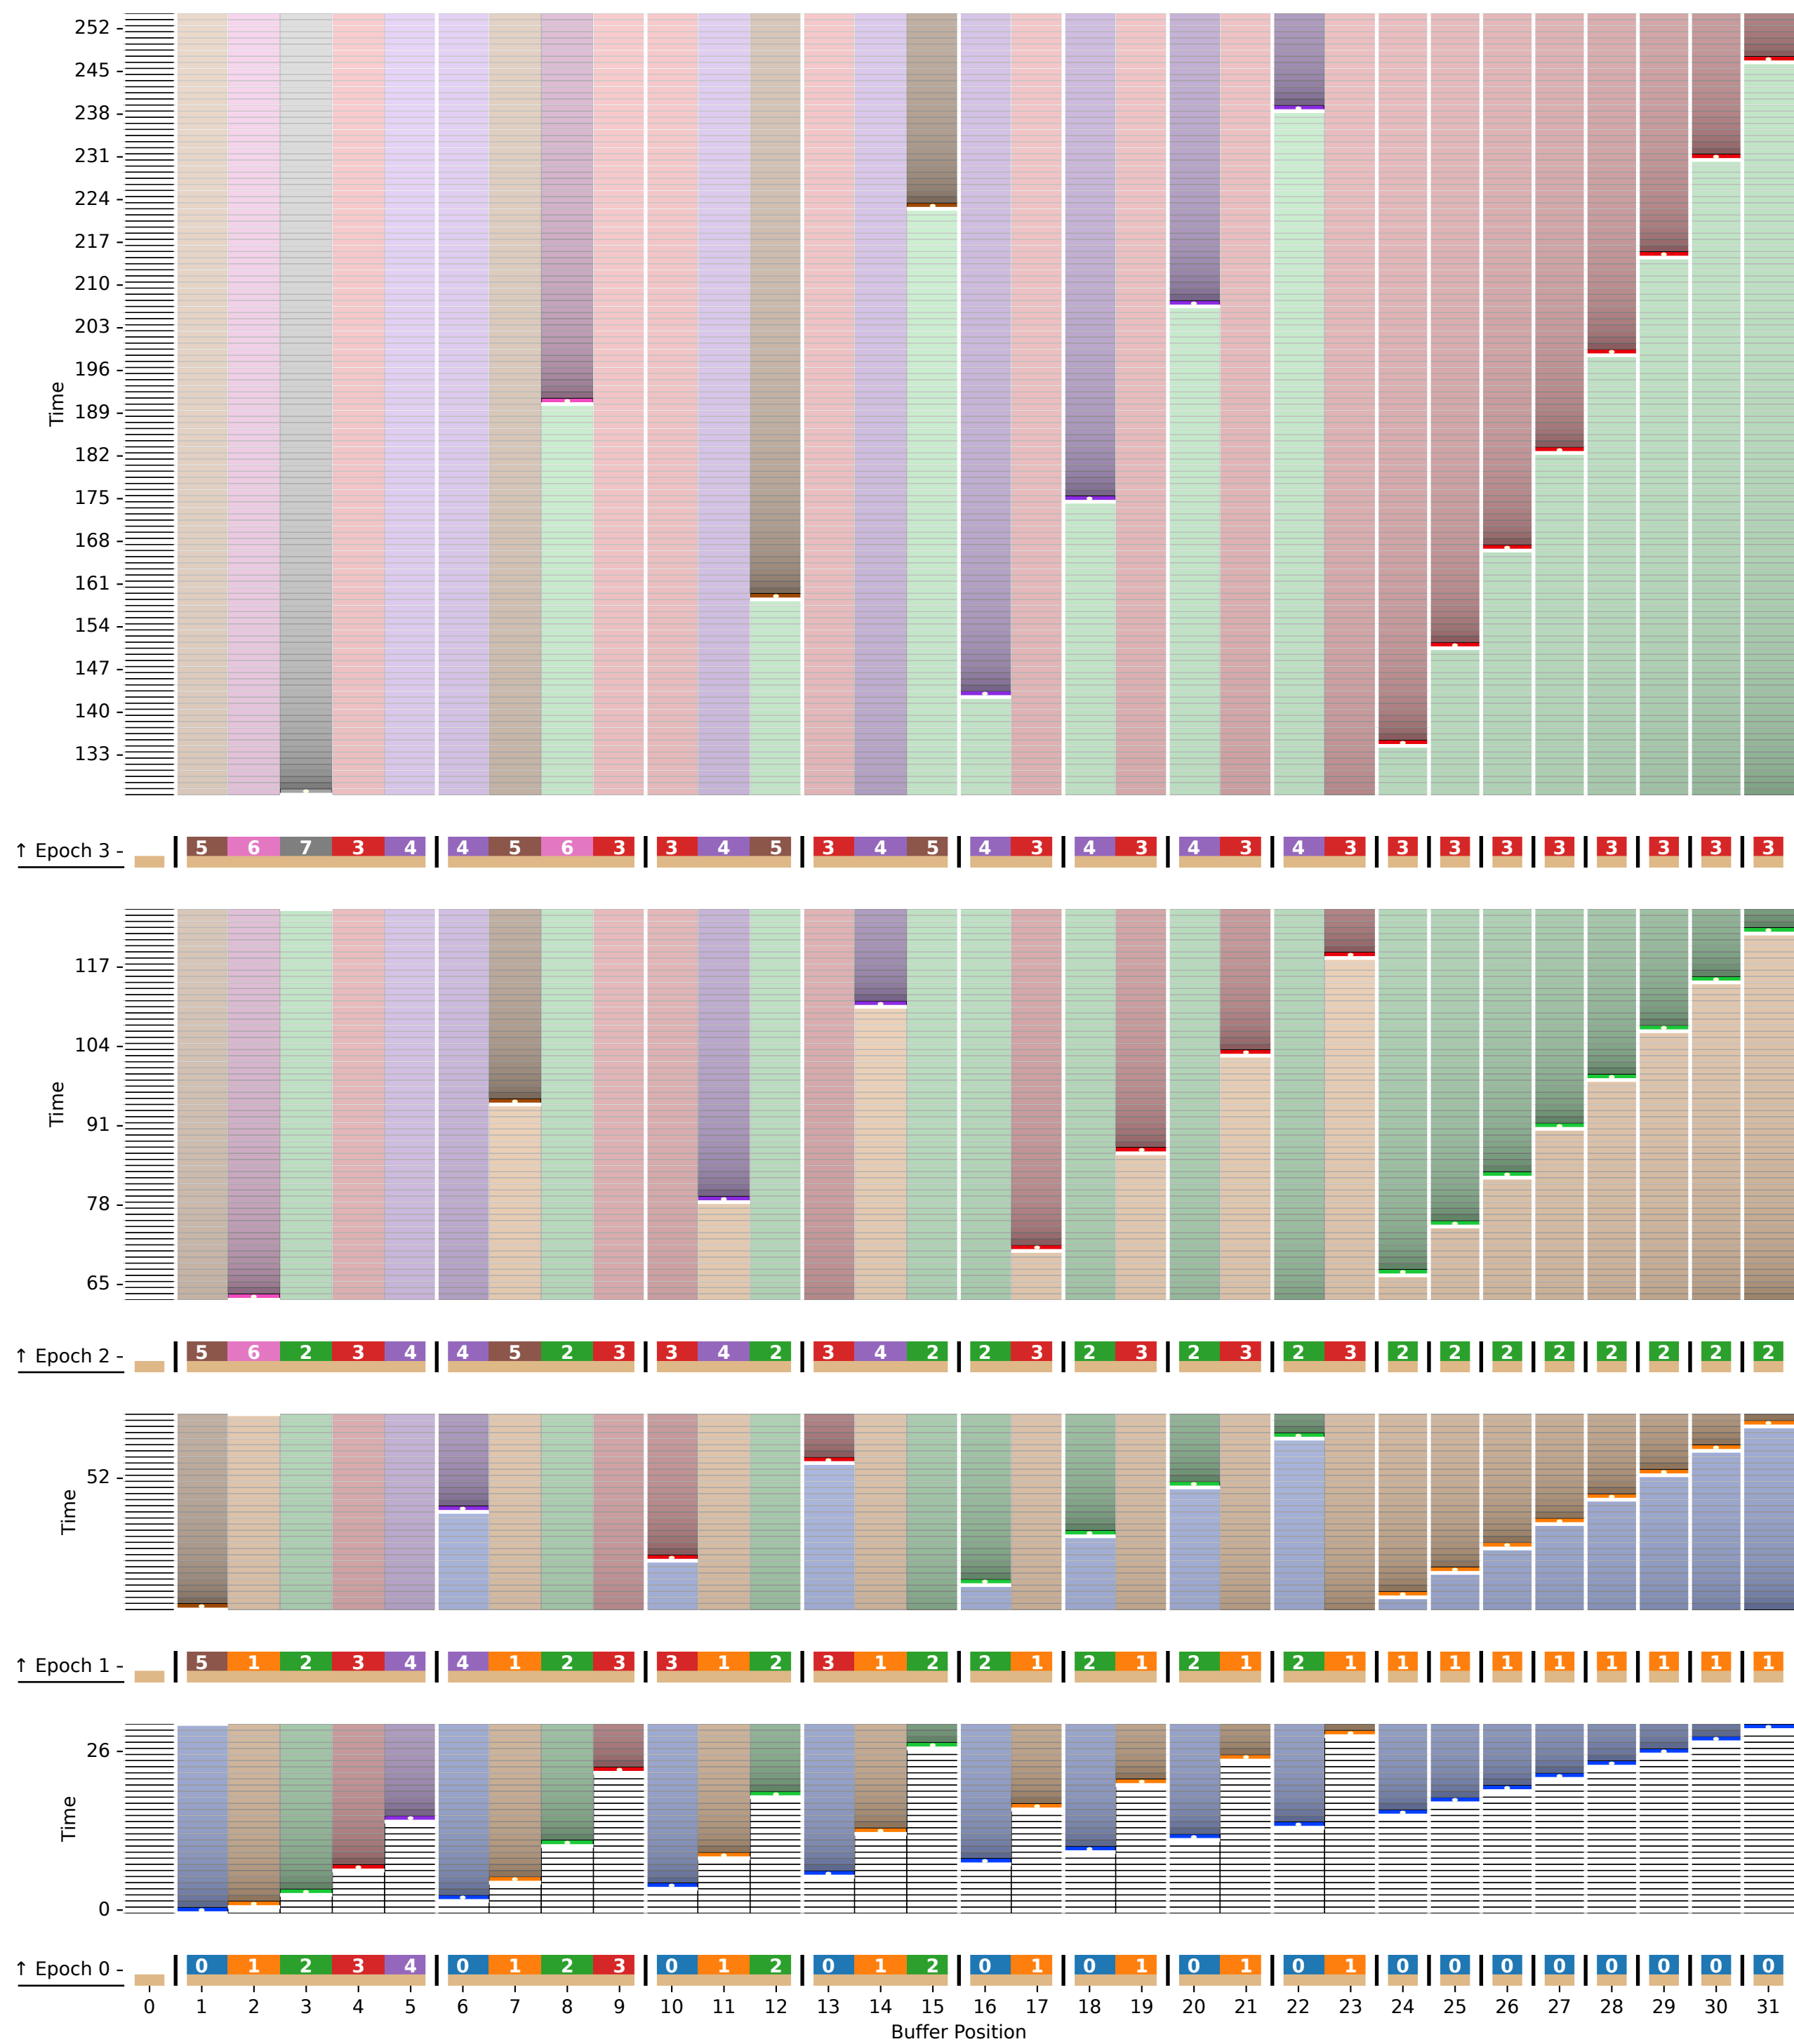 252
245
238
231
224
217
210
203
196
Time
189
182
175
168
161
154
147
140
133
↑ Epoch 3 5 6 7 3 4 4 5 6 3 3 4 5 3 4 5 4 3 4 3 4 3 4 3 3 3 3 3 3 3 3 3
117
104
Time
91
78
65
↑ Epoch 2 5 6 2 3 4 4 5 2 3 3 4 2 3 4 2 2 3 2 3 2 3 2 3 2 2 2 2 2 2 2 2
52
Time
↑ Epoch 1 5 1 2 3 4 4 1 2 3 3 1 2 3 1 2 2 1 2 1 2 1 2 1 1 1 1 1 1 1 1 1
26
Time
0
↑ Epoch 0 0 1 2 3 4 0 1 2 3 0 1 2 0 1 2 0 1 0 1 0 1 0 1 0 0 0 0 0 0 0 0
0 1 2 3 4 5 6 7 8 9 10 11 12 13 14 15 16 17 18 19 20 21 22 23 24 25 26 27 28 29 30 31
Buffer Position